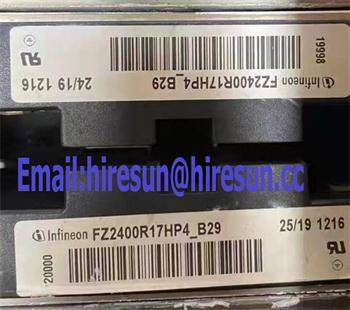 24/19 1216
Infineon FZ2400R17HP4_B29
19998
Email:hiresun@hiresun.cc
Infineon FZ2400R17HP4_B29
25/19 1216
20000